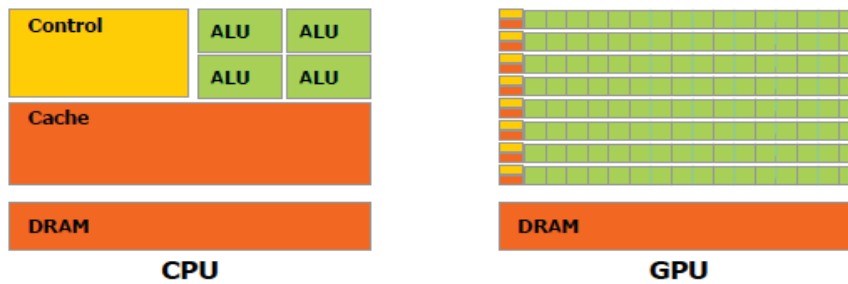 Control
ALU ALU
ALU ALU
Cache
DRAM
CPU
DRAM
GPU